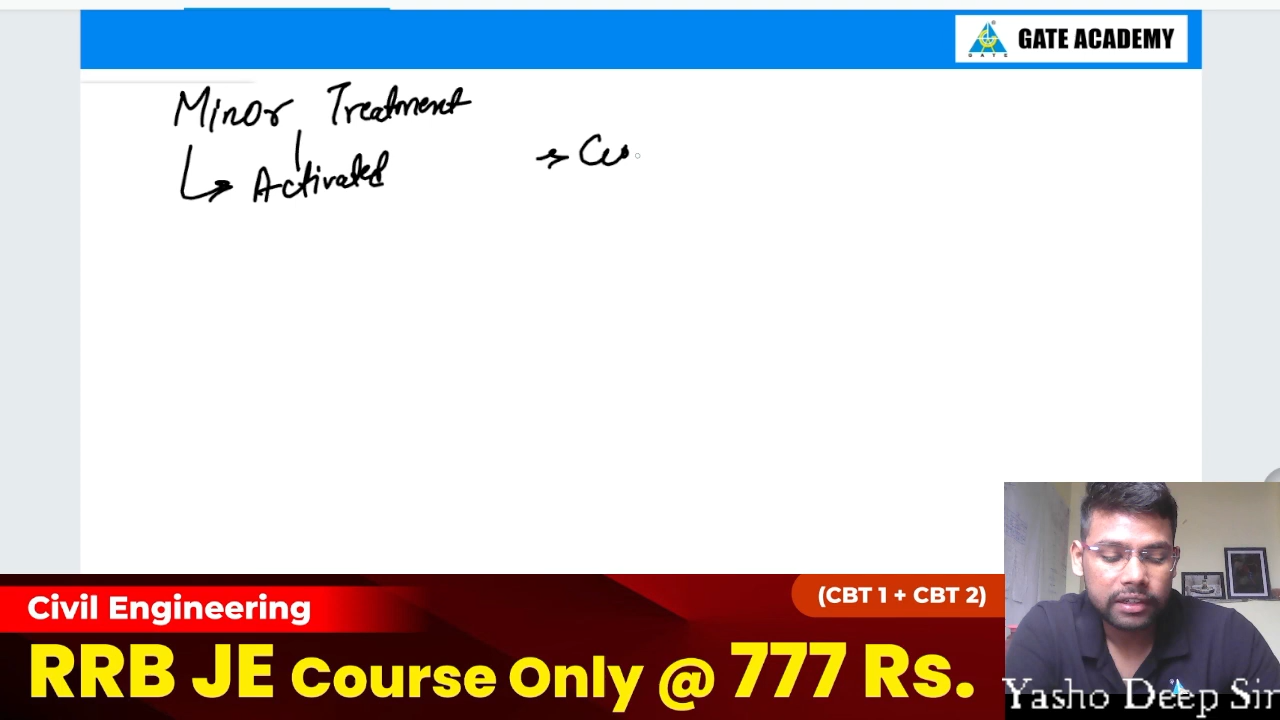 GATE ACADEMY
GATE
Minor Treatment
Activated
Civil Engineering
(CBT 1 + CBT 2)
RRB JE Course Only @ 777 Rs.
Yasho Deep Sir